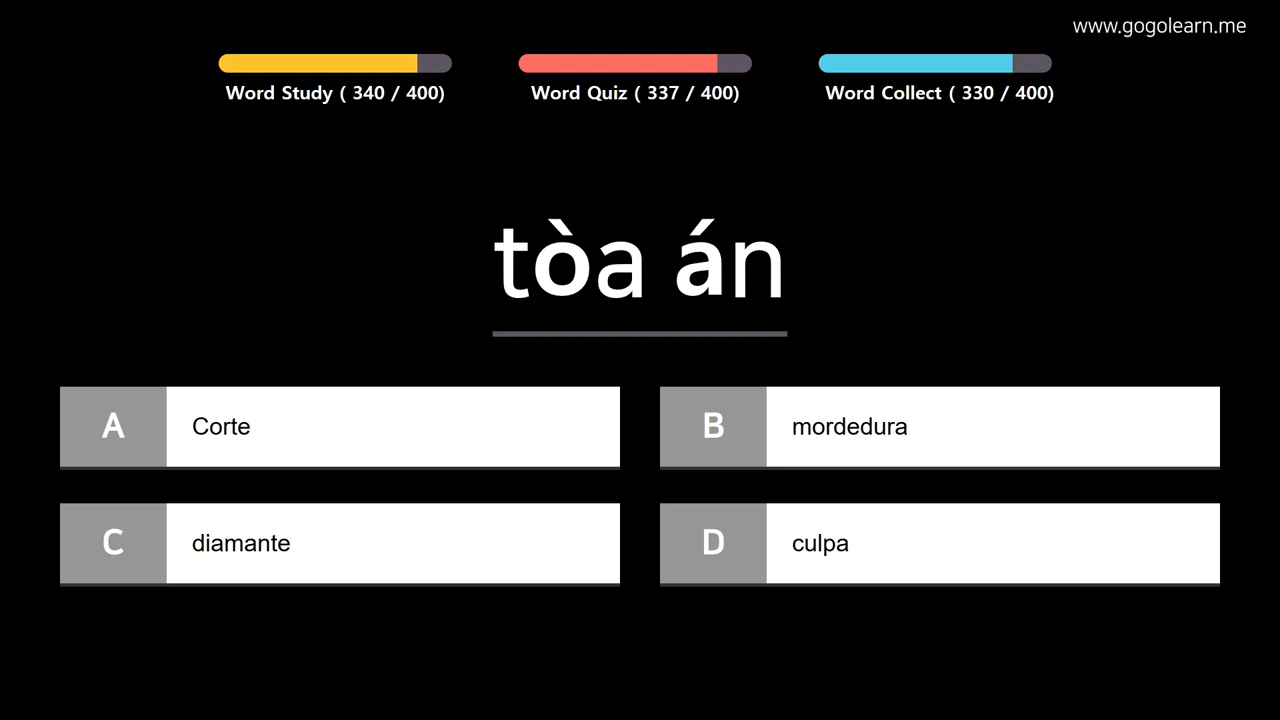 www.gogolearn.me
Word Study ( 340 / 400)
Word Quiz ( 337 / 400)
Word Collect ( 330 / 400)
tòa án
A Corte
B mordedura
C diamante
D culpa